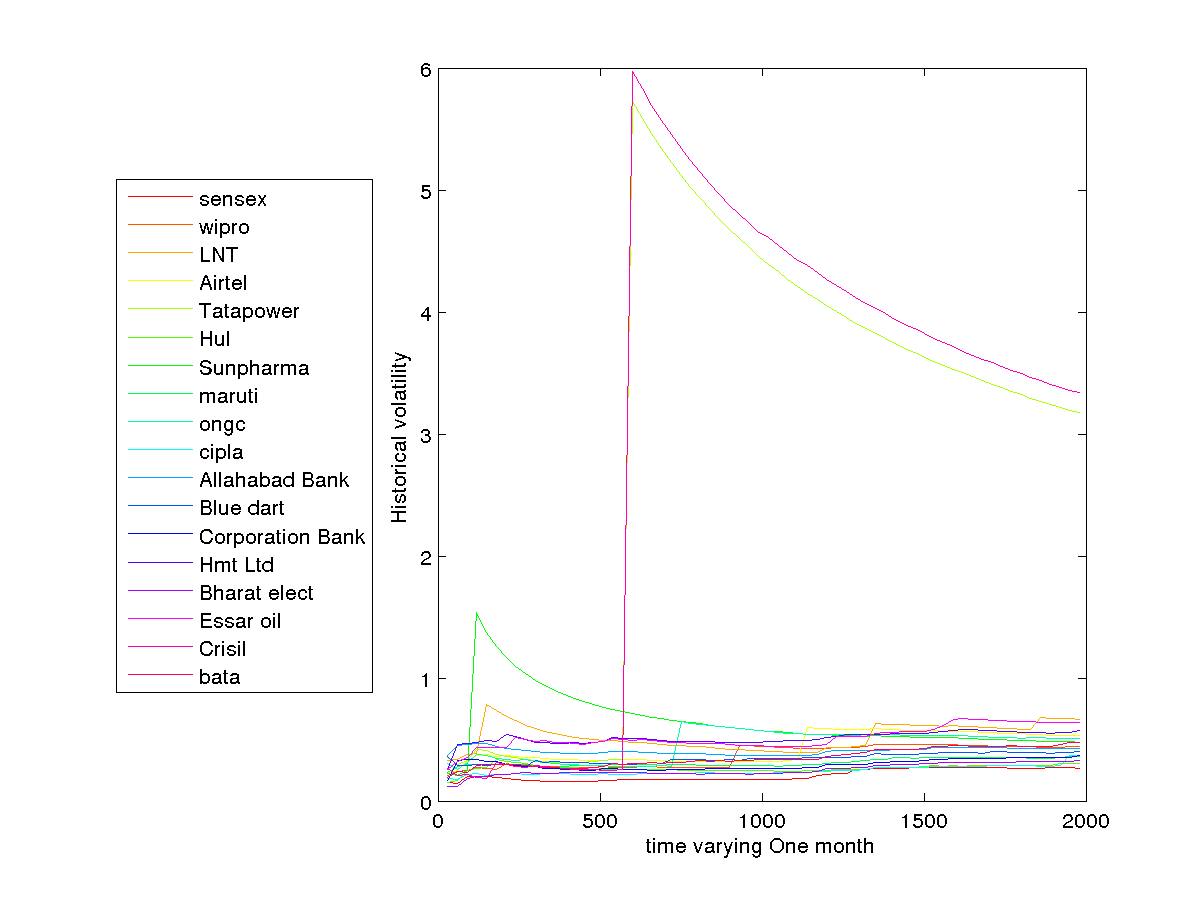 sensex
wipro
LNT
Airtel
Tatapower
Hul
Sunpharma
maruti
ongc
cipla
Allahabad Bank
Blue dart
Corporation Bank
Hmt Ltd
Bharat elect
Essar oil
Crisil
bata
Historical volatility
6
5
4
3
2
1
0
0 500 1000 1500 2000
time varying One month